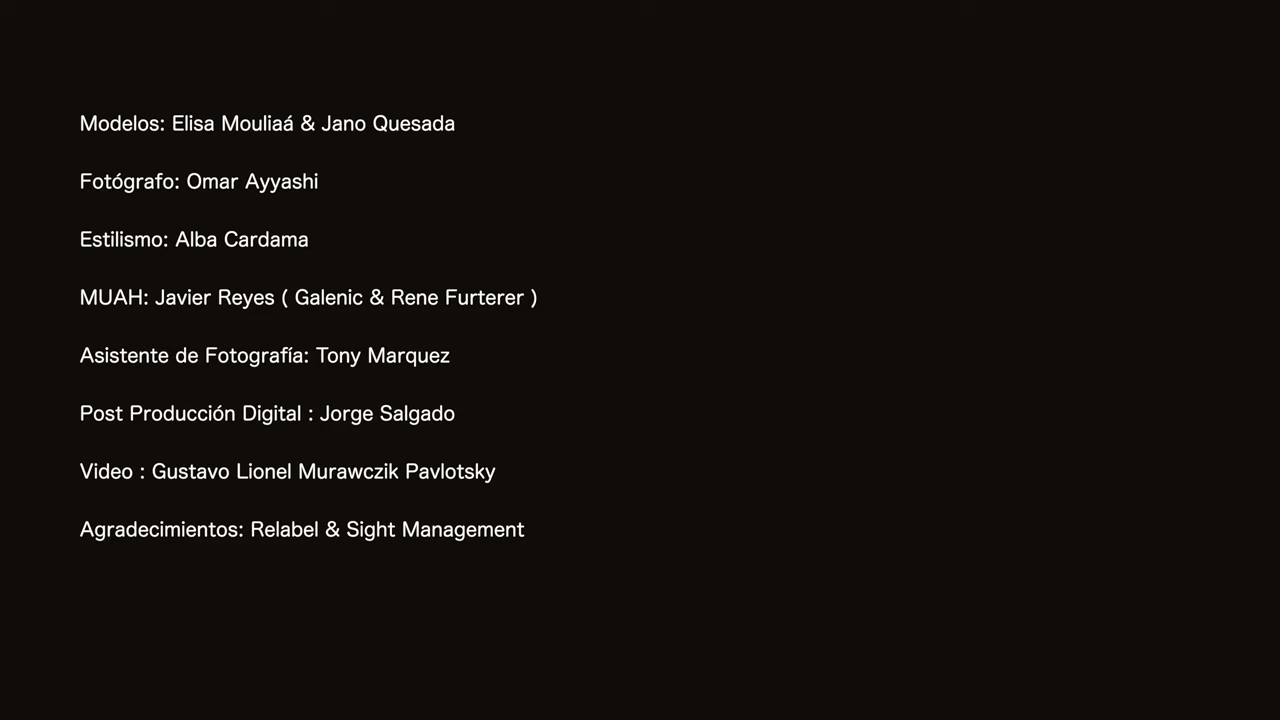 Modelos: Elisa Mouliaá & Jano Quesada
Fotógrafo: Omar Ayyashi
Estilismo: Alba Cardama
MUAH: Javier Reyes ( Galenic & Rene Furterer )
Asistente de Fotografía: Tony Marquez
Post Producción Digital : Jorge Salgado
Video : Gustavo Lionel Murawczik Pavlotsky
Agradecimientos: Relabel & Sight Management